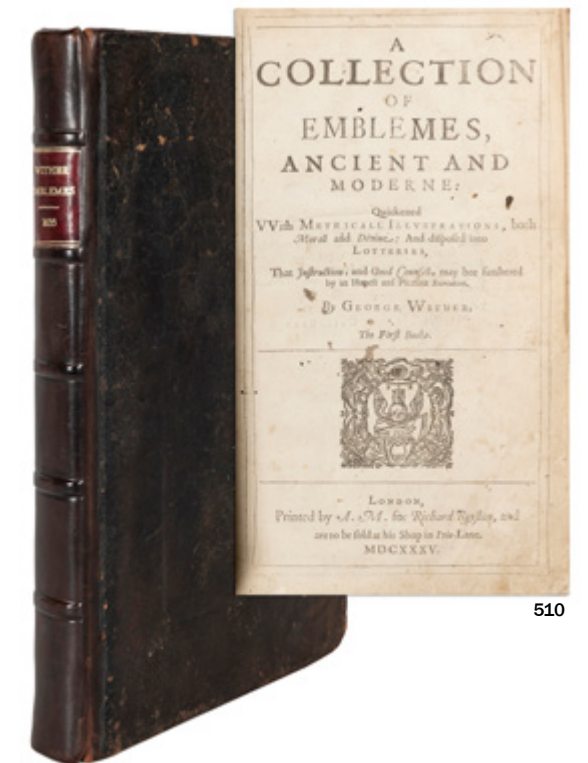 WITHER
EMBLEMES
1635
A
COLLECTION
OF
EMBLEMES,
ANCIENT AND
MODERNE:
Quickened
VVith METRICALL ILLVSTRATIONS, both
Morall and Divine: And disposed into
LOTTERIES,
That Instruction, and Good Counsell, may bee furthered
by an Honest and Pleasant Recreation.
By GEORGE WITHER.
The First Booke.
LONDON,
Printed by A. M. for Richard Royston, and
are to be sold at his Shop in Ivie-Lane.
MDCXXXV.
510